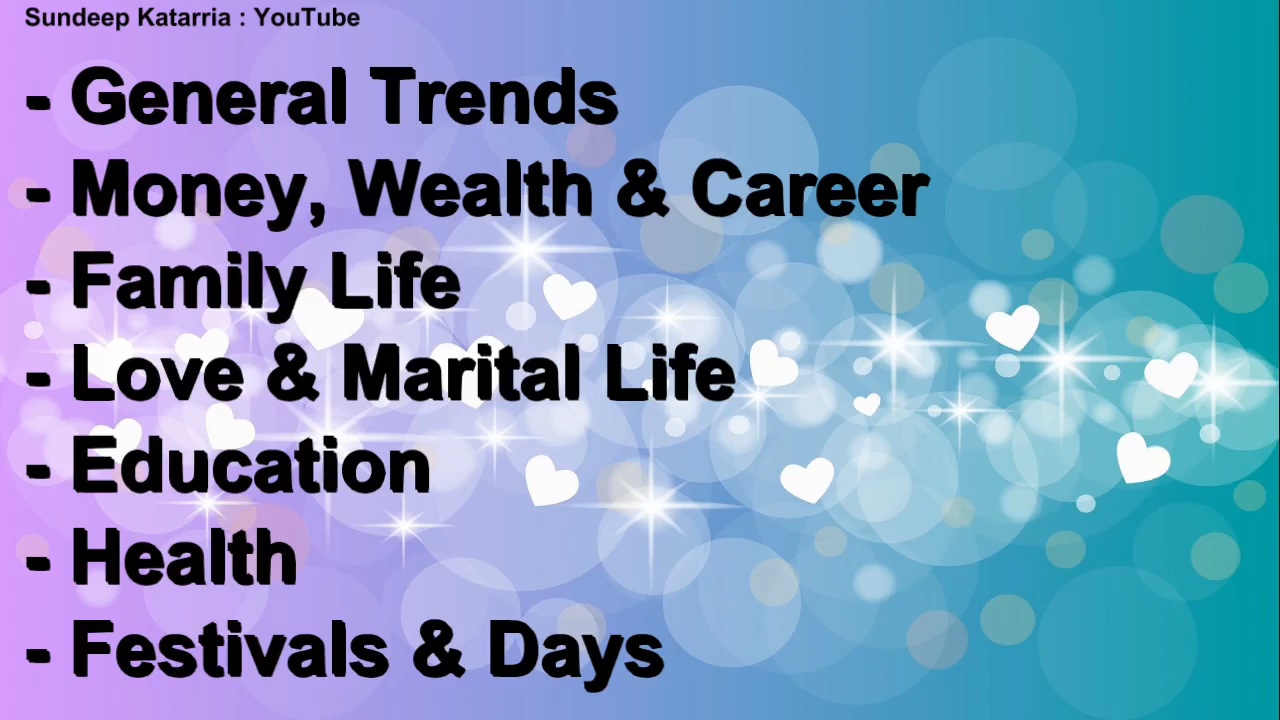 Sundeep Katarria : YouTube
- General Trends
- Money, Wealth & Career
- Family Life
- Love & Marital Life
- Education
- Health
- Festivals & Days